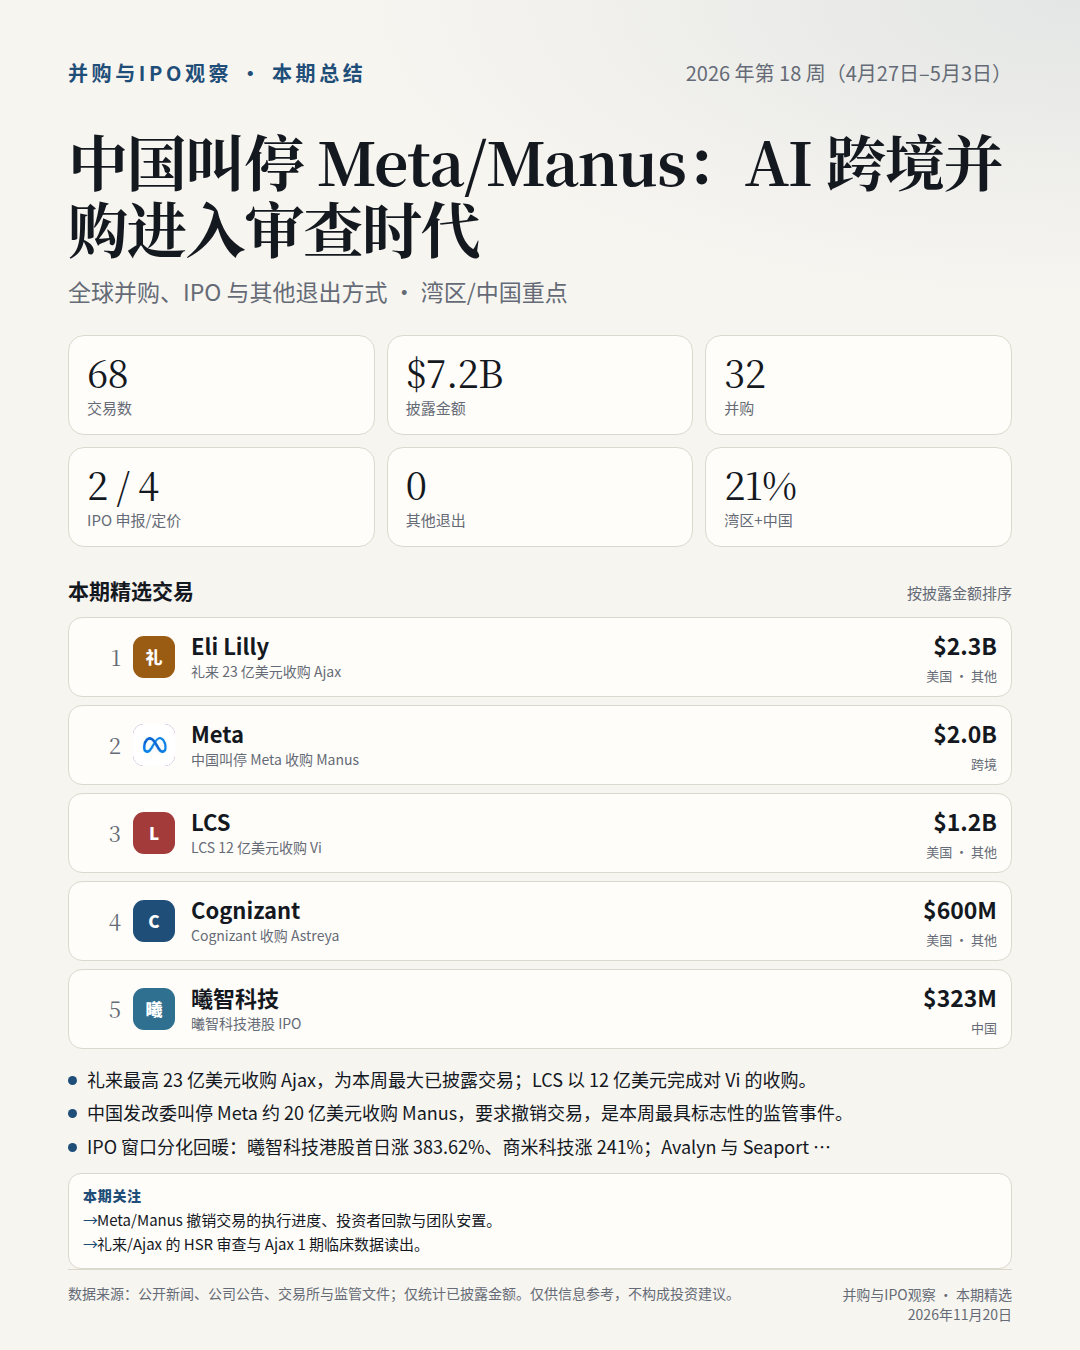 并购与IPO观察 · 本期总结
2026 年第 18 周（4月27日–5月3日）
中国叫停 Meta/Manus：AI 跨境并
购进入审查时代
全球并购、IPO 与其他退出方式 · 湾区/中国重点
68
交易数
$7.2B
披露金额
32
并购
2 / 4
IPO 申报/定价
0
其他退出
21%
湾区+中国
本期精选交易
按披露金额排序
1
礼
Eli Lilly
礼来 23 亿美元收购 Ajax
$2.3B
美国 · 其他
2
Meta
中国叫停 Meta 收购 Manus
$2.0B
跨境
3
L
LCS
LCS 12 亿美元收购 Vi
$1.2B
美国 · 其他
4
C
Cognizant
Cognizant 收购 Astreya
$600M
美国 · 其他
5
曦
曦智科技
曦智科技港股 IPO
$323M
中国
礼来最高 23 亿美元收购 Ajax，为本周最大已披露交易；LCS 以 12 亿美元完成对 Vi 的收购。
中国发改委叫停 Meta 约 20 亿美元收购 Manus，要求撤销交易，是本周最具标志性的监管事件。
IPO 窗口分化回暖：曦智科技港股首日涨 383.62%、商米科技涨 241%；Avalyn 与 Seaport …
本期关注
→Meta/Manus 撤销交易的执行进度、投资者回款与团队安置。
→礼来/Ajax 的 HSR 审查与 Ajax 1 期临床数据读出。
数据来源：公开新闻、公司公告、交易所与监管文件；仅统计已披露金额。仅供信息参考，不构成投资建议。
并购与IPO观察 · 本期精选
2026年11月20日